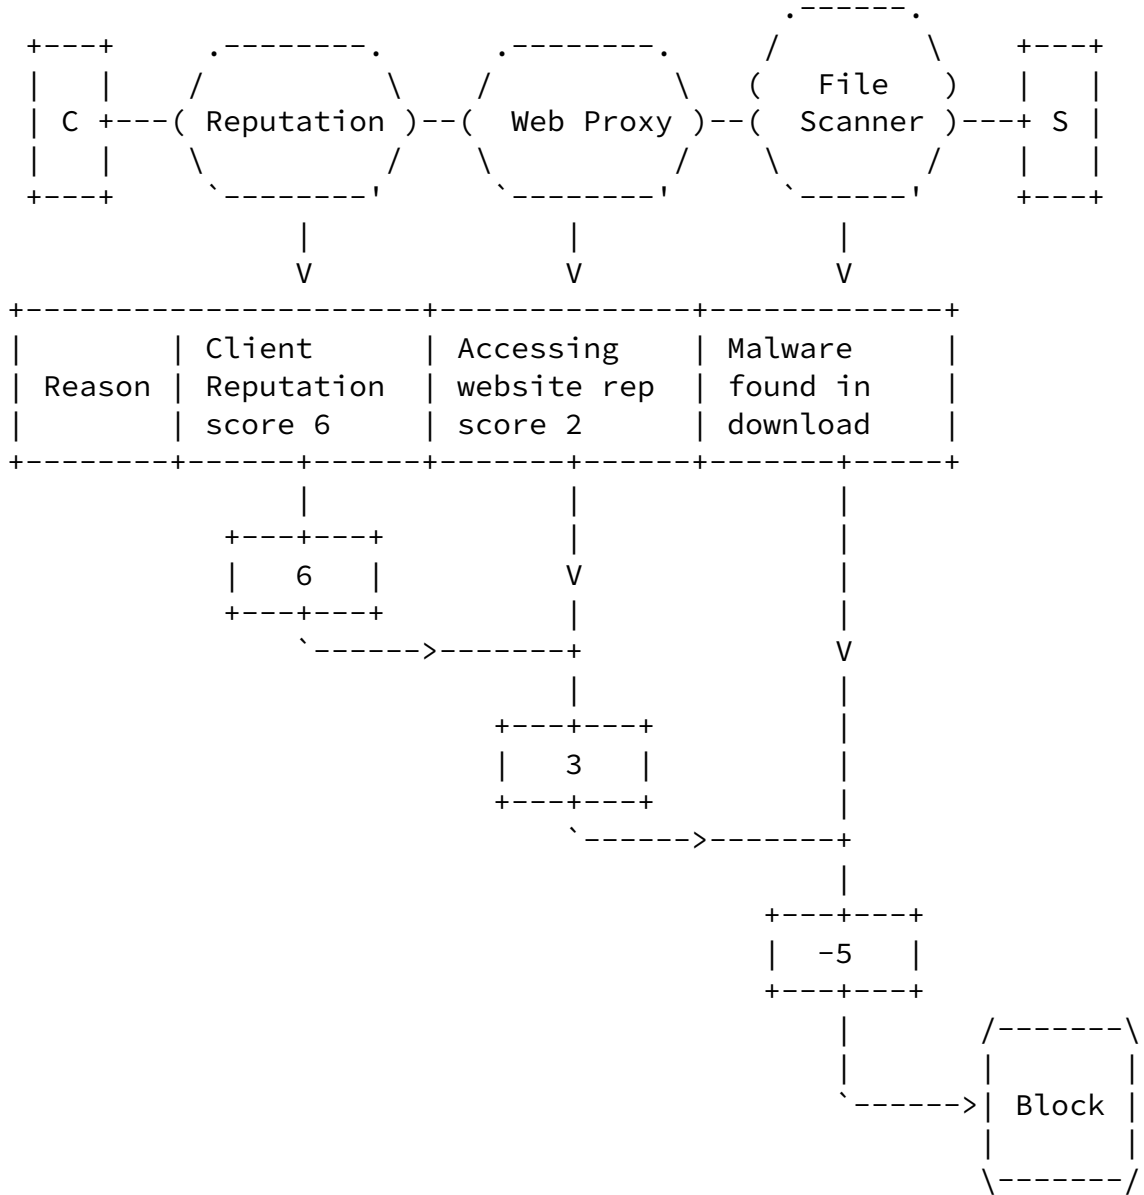 File
C Reputation Web Proxy Scanner S
V V V
Client Accessing Malware
Reason Reputation website rep found in
score 6 score 2 download
6 V
V
3
-5
Block